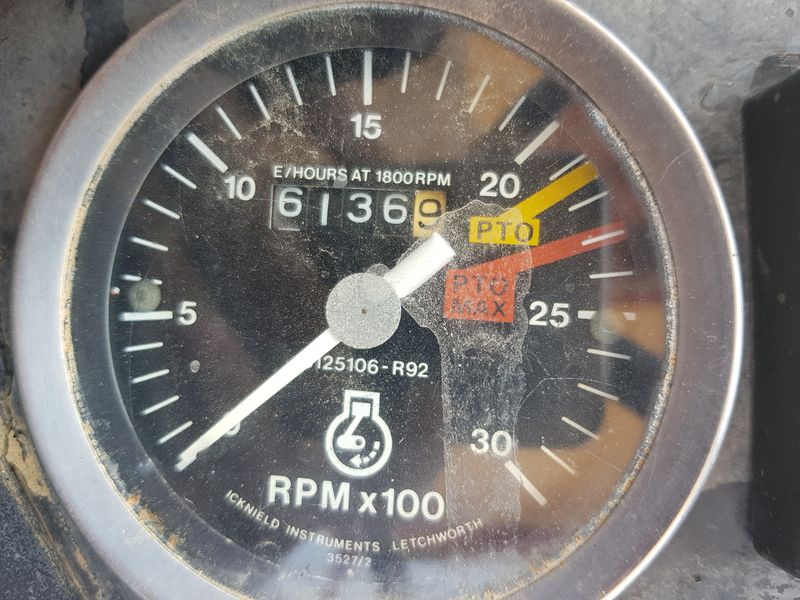 15
E/HOURS AT 1800RPM
10
20
61369
PTO
PTO
MAX
5
25
125106-R92
0
30
RPM x100
ICKNIELD INSTRUMENTS LETCHWORTH
3527/2